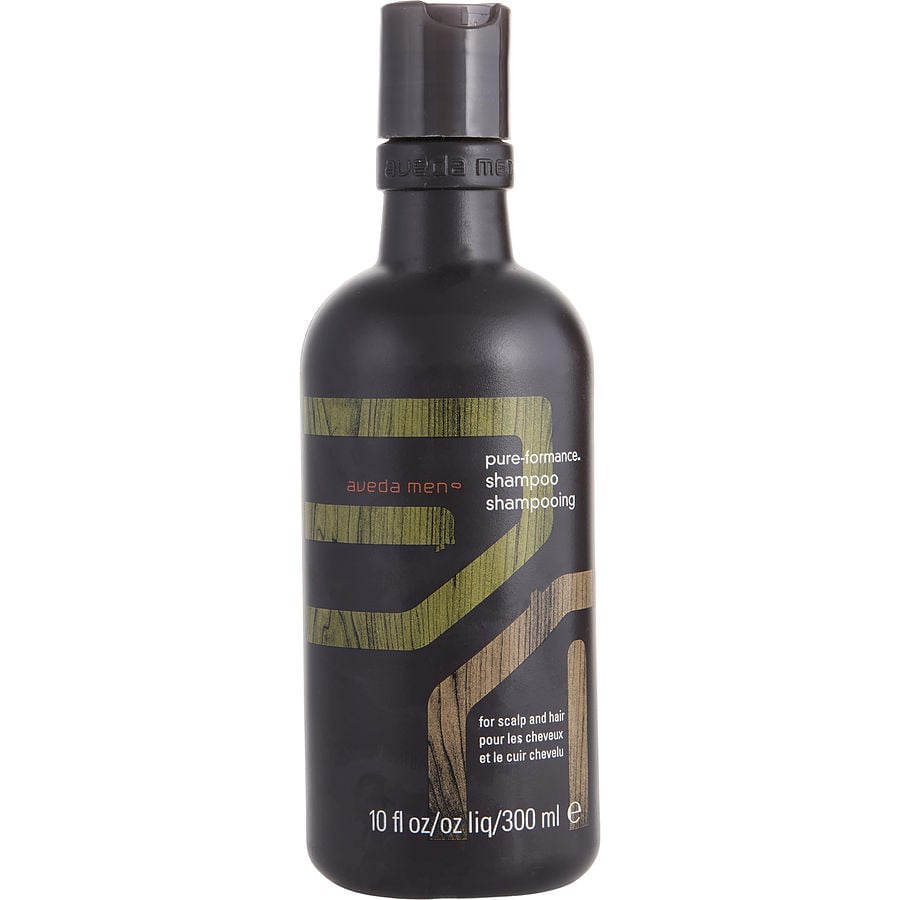 aveda men
pure-formance™
shampoo
shampooing
aveda men
for scalp and hair
pour les cheveux
et le cuir chevelu
10 fl oz/oz liq/300 ml e